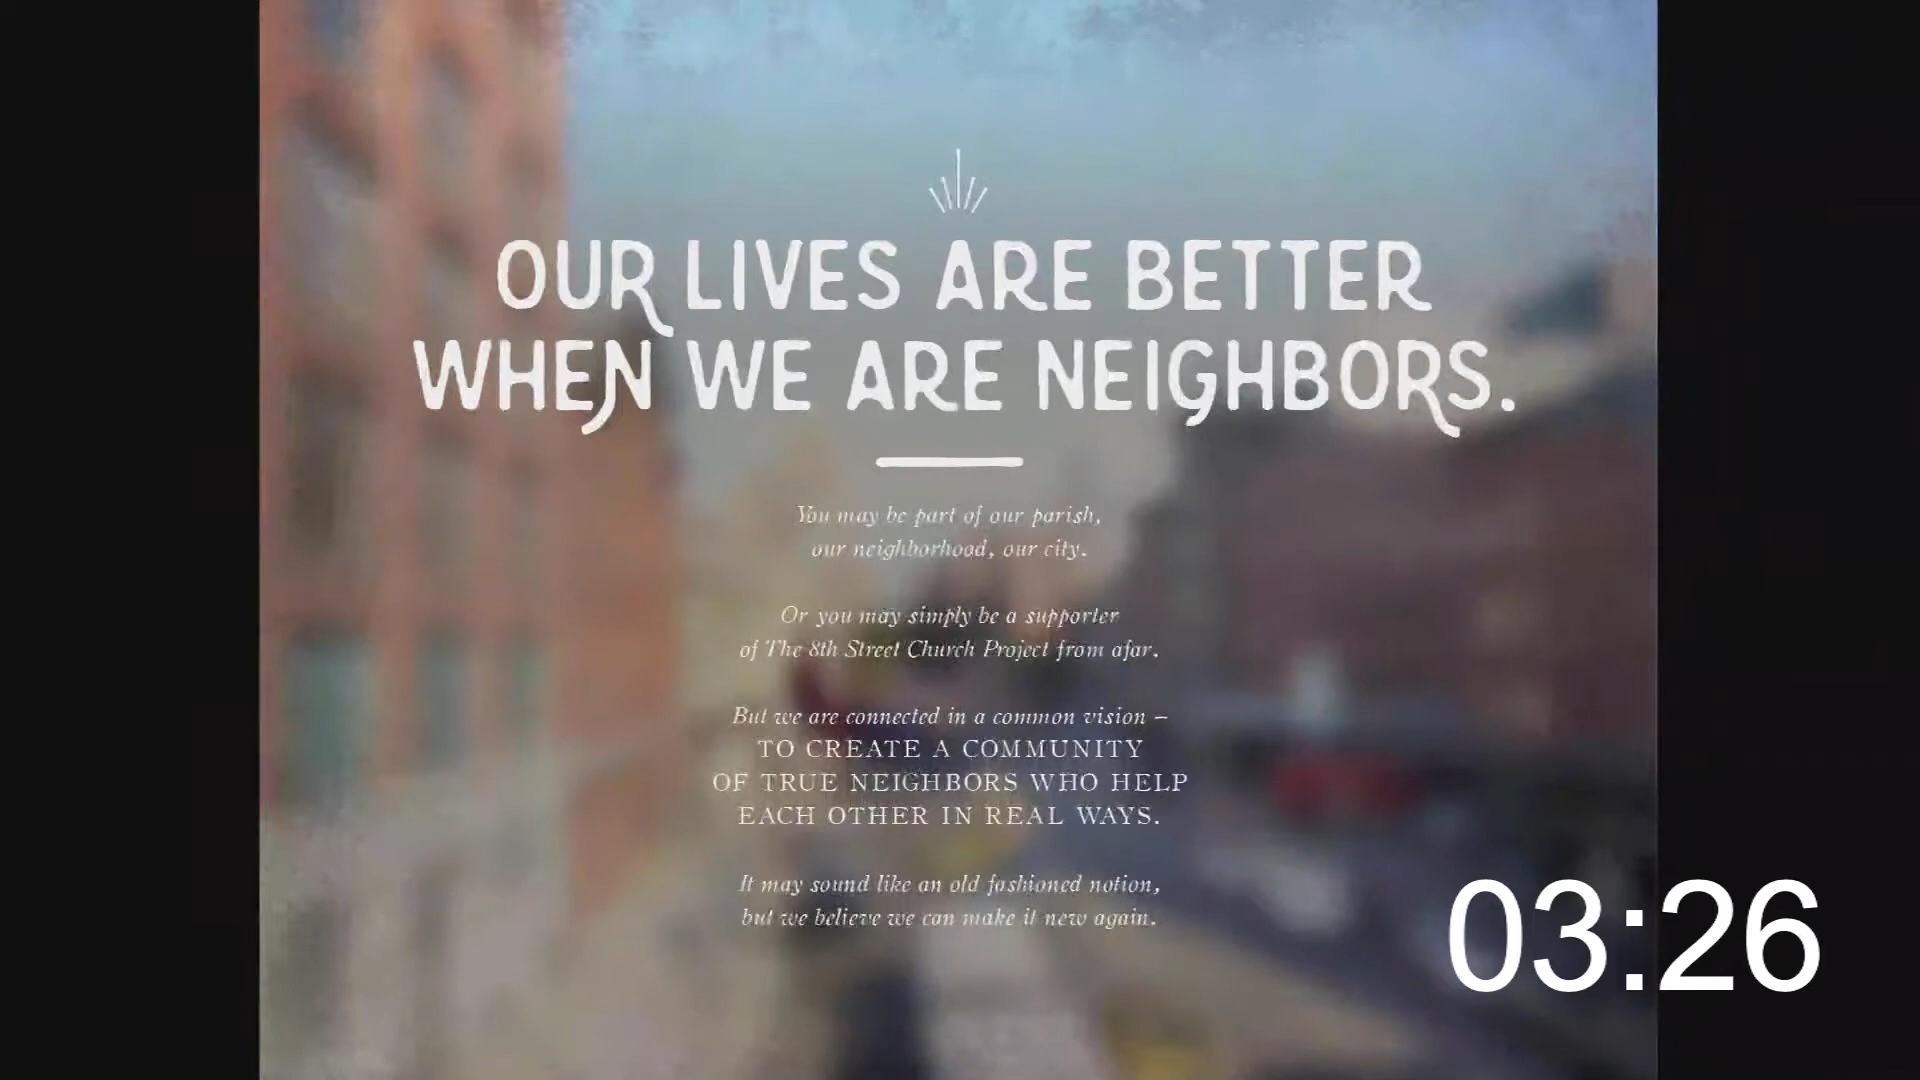 OUR LIVES ARE BETTER
WHEN WE ARE NEIGHBORS.
You may be part of our parish,
our neighborhood, our city.
Or you may simply be a supporter
of The 8th Street Church Project from afar.
But we are connected in a common vision –
TO CREATE A COMMUNITY
OF TRUE NEIGHBORS WHO HELP
EACH OTHER IN REAL WAYS.
It may sound like an old fashioned notion,
but we believe we can make it new again.
03:26